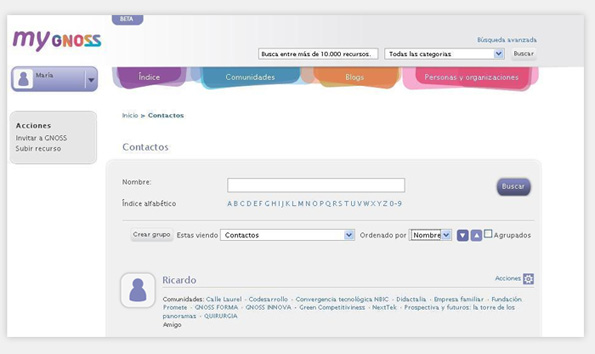 BETA
my GNOSS
Búsqueda avanzada
Busca entre más de 10.000 recursos. Todas las categorías Buscar
María
Índice Comunidades Blogs Personas y organizaciones
Inicio > Contactos
Acciones
Invitar a GNOSS
Subir recurso
Contactos
Nombre: Buscar
Índice alfabético A B C D E F G H I J K L M N O P Q R S T U V W X Y Z 0-9
Crear grupo Estas viendo Contactos Ordenado por Nombre Agrupados
Ricardo Acciones
Comunidades: Calle Laurel - Codesarrollo - Convergencia tecnológica NBIC - Didactalia - Empresa familiar - Fundación
Promete - GNOSS FORMA - GNOSS INNOVA - Green Competitiviness - NextTek - Prospectiva y futuros: la torre de los
panoramas - QUIRURGIA
Amigo